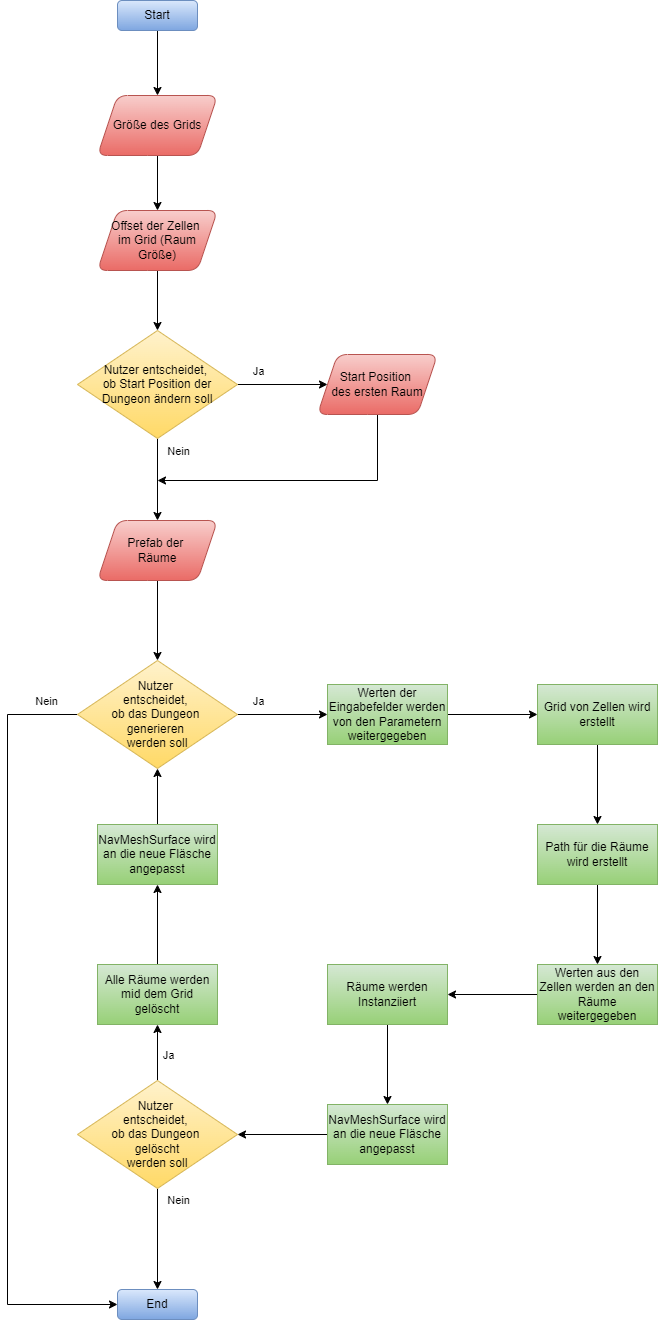 Start
Größe des Grids
Offset der Zellen
im Grid (Raum
Größe)
Nutzer entscheidet,
ob Start Position der
Dungeon ändern soll
Ja
Start Position
des ersten Raum
Nein
Prefab der
Räume
Nutzer
entscheidet,
ob das Dungeon
generieren
werden soll
Nein
Ja
Werten der
Eingabefelder werden
von den Parametern
weitergegeben
Grid von Zellen wird
erstellt
Path für die Räume
wird erstellt
Werten aus den
Zellen werden an den
Räume
weitergegeben
Räume werden
Instanziiert
NavMeshSurface wird
an die neue Fläsche
angepasst
Nutzer
entscheidet,
ob das Dungeon
gelöscht
werden soll
Ja
Alle Räume werden
mid dem Grid
gelöscht
NavMeshSurface wird
an die neue Fläsche
angepasst
Nein
End